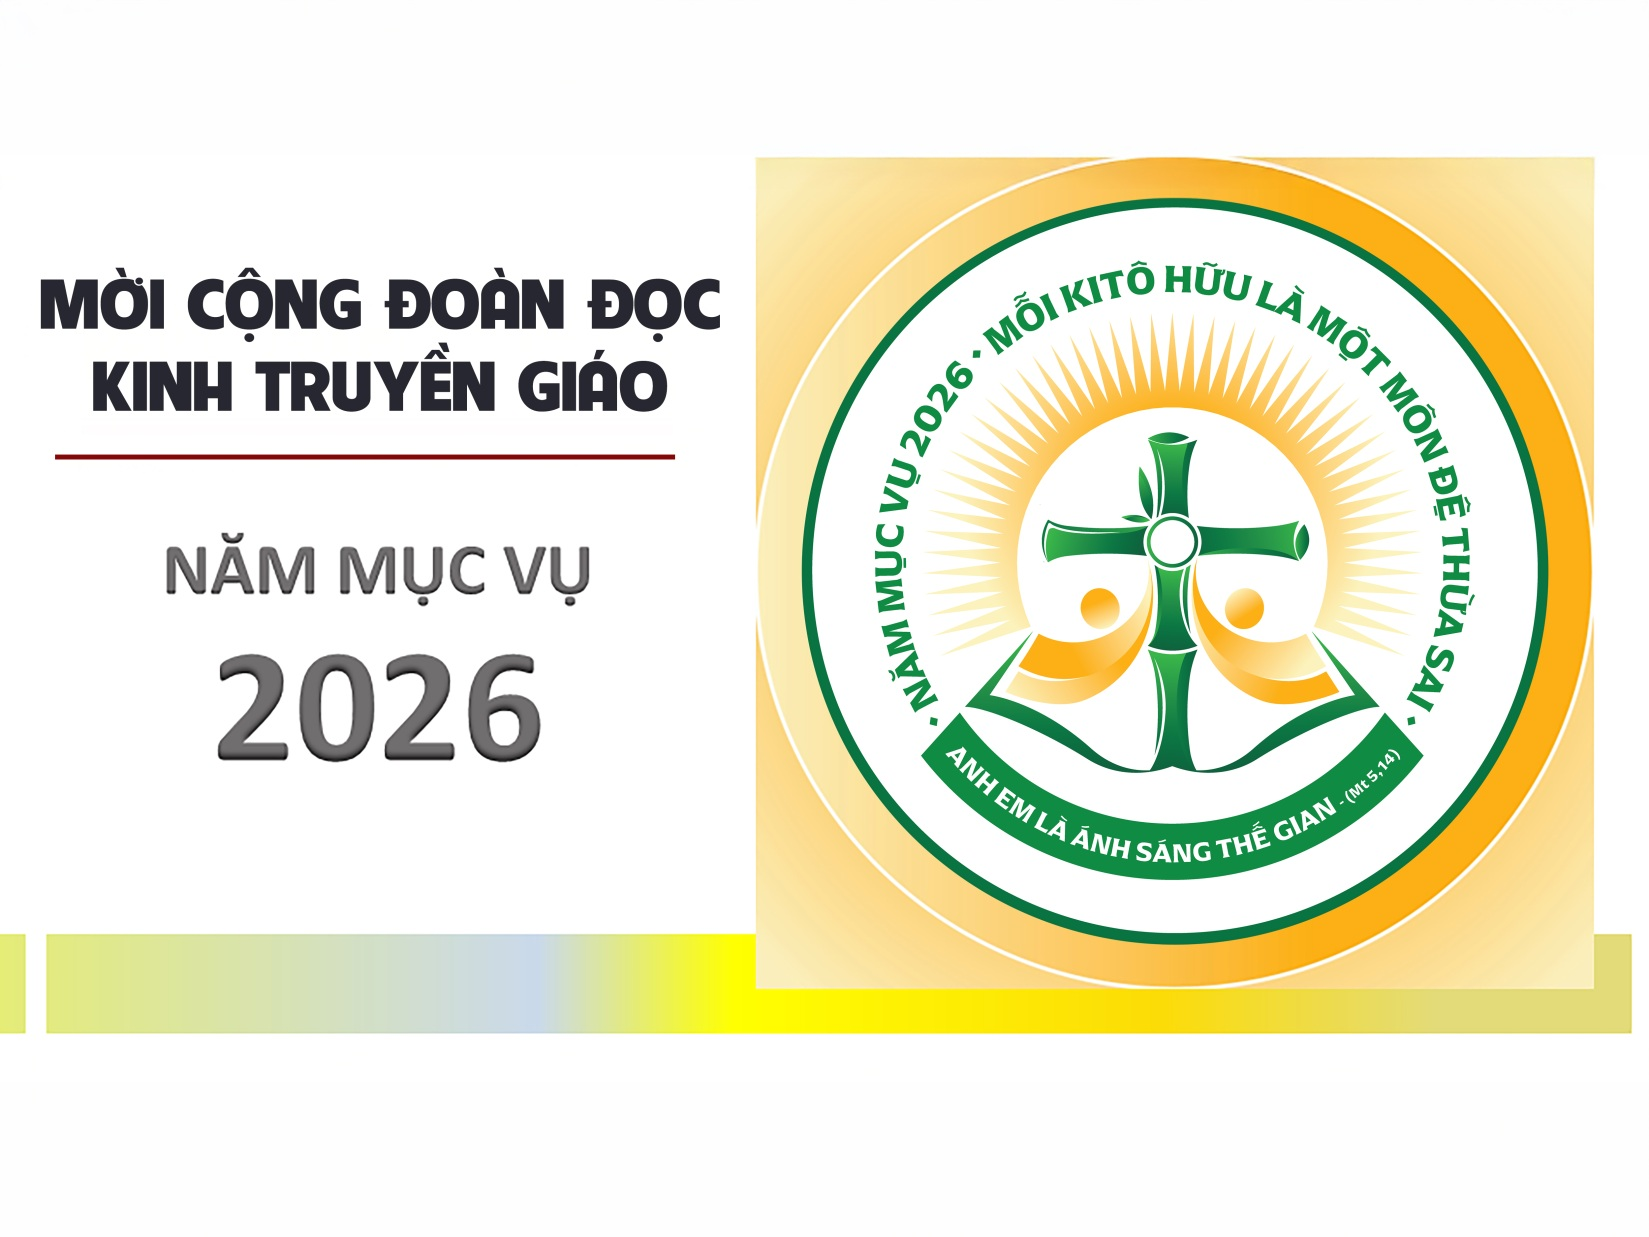 MỜI CỘNG ĐOÀN ĐỌC
KINH TRUYỀN GIÁO
NĂM MỤC VỤ
2026
• NĂM MỤC VỤ 2026 • MỖI KITÔ HỮU LÀ MỘT MÔN ĐỆ THỪA SAI •
ANH EM LÀ ÁNH SÁNG THẾ GIAN - (Mt 5,14)